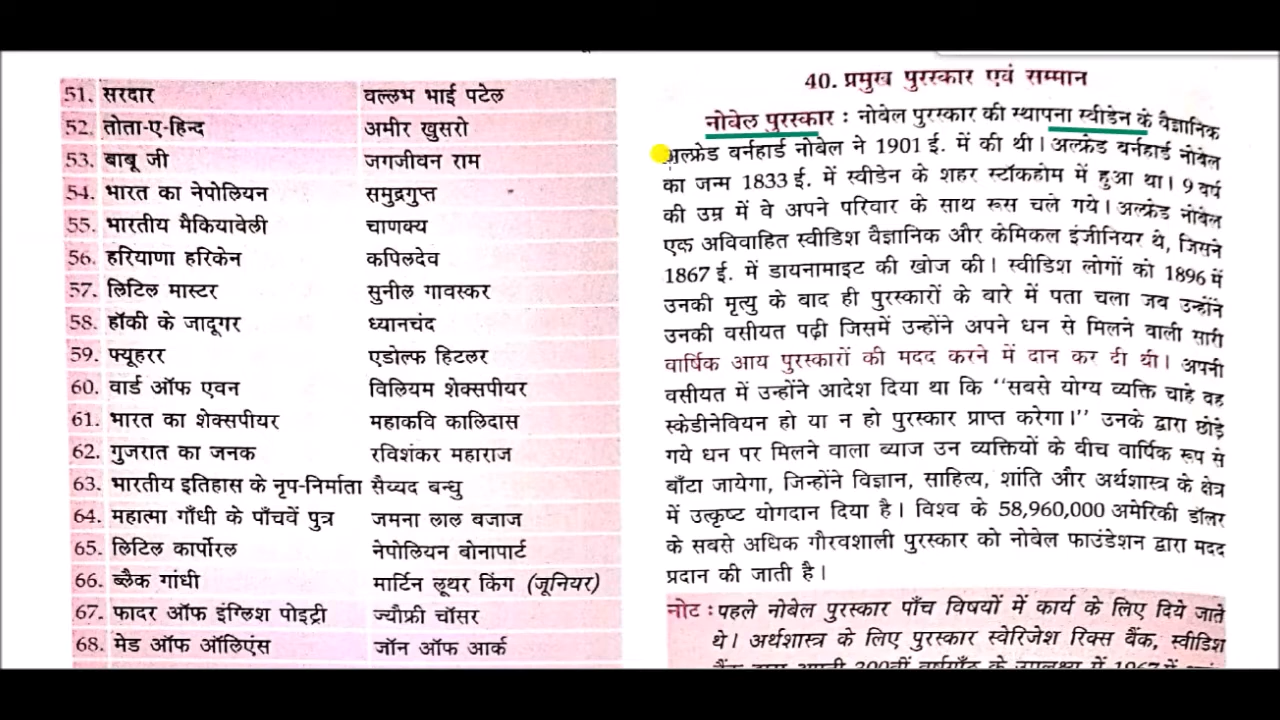 51. सरदार वल्लभ भाई पटेल
52. तोता-ए-हिन्द अमीर खुसरो
53. बाबू जी जगजीवन राम
54. भारत का नेपोलियन समुद्रगुप्त
55. भारतीय मैकियावेली चाणक्य
56. हरियाणा हरिकेन कपिलदेव
57. लिटिल मास्टर सुनील गावस्कर
58. हॉकी के जादूगर ध्यानचंद
59. फ्यूहरर एडोल्फ हिटलर
60. वार्ड ऑफ एवन विलियम शेक्सपीयर
61. भारत का शेक्सपीयर महाकवि कालिदास
62. गुजरात का जनक रविशंकर महाराज
63. भारतीय इतिहास के नृप-निर्माता सैय्यद बन्धु
64. महात्मा गाँधी के पाँचवें पुत्र जमना लाल बजाज
65. लिटिल कार्पोरल नेपोलियन बोनापार्ट
66. ब्लैक गांधी मार्टिन लूथर किंग (जूनियर)
67. फादर ऑफ इंग्लिश पोइट्री ज्यौफ्री चॉसर
68. मेड ऑफ ऑलिएंस जॉन ऑफ आर्क
40. प्रमुख पुरस्कार एवं सम्मान
नोबेल पुरस्कार : नोबेल पुरस्कार की स्थापना स्वीडेन के वैज्ञानिक
अल्फ्रेड बर्नहार्ड नोबेल ने 1901 ई. में की थी। अल्फ्रेड बर्नहार्ड नोबेल
का जन्म 1833 ई. में स्वीडेन के शहर स्टॉकहोम में हुआ था। 9 वर्ष
की उम्र में वे अपने परिवार के साथ रूस चले गये। अल्फ्रेड नोबेल
एक अविवाहित स्वीडिश वैज्ञानिक और केमिकल इंजीनियर थे, जिसने
1867 ई. में डायनामाइट की खोज की। स्वीडिश लोगों को 1896 में
उनकी मृत्यु के बाद ही पुरस्कारों के बारे में पता चला जब उन्होंने
उनकी वसीयत पढ़ी जिसमें उन्होंने अपने धन से मिलने वाली सारी
वार्षिक आय पुरस्कारों की मदद करने में दान कर दी थी। अपनी
वसीयत में उन्होंने आदेश दिया था कि ‘‘सबसे योग्य व्यक्ति चाहे वह
स्केडीनेवियन हो या न हो पुरस्कार प्राप्त करेगा।’’ उनके द्वारा छोड़े
गये धन पर मिलने वाला ब्याज उन व्यक्तियों के बीच वार्षिक रूप से
बाँटा जायेगा, जिन्होंने विज्ञान, साहित्य, शांति और अर्थशास्त्र के क्षेत्र
में उत्कृष्ट योगदान दिया है। विश्व के 58,960,000 अमेरिकी डॉलर
के सबसे अधिक गौरवशाली पुरस्कार को नोबेल फाउंडेशन द्वारा मदद
प्रदान की जाती है।
नोट : पहले नोबेल पुरस्कार पाँच विषयों में कार्य के लिए दिये जाते
थे। अर्थशास्त्र के लिए पुरस्कार स्वेरिजेश रिक्स बैंक, स्वीडिश